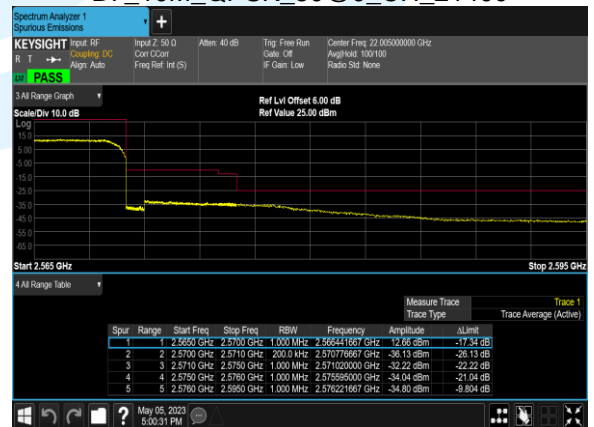 Spectrum Analyzer 1
Spurious Emissions
+
KEYSIGHT Input: RF Input Z: 50 Ω Atten: 40 dB Trig: Free Run Center Freq: 22.005000000 GHz
R T Coupling: DC Corr CCorr Gate: Off Avg|Hold: 100/100
Align: Auto Freq Ref: Int (S) IF Gain: Low Radio Std: None
LV PASS
3 All Range Graph
Ref Lvl Offset 6.00 dB
Scale/Div 10.0 dB Ref Value 25.00 dBm
Log
15.0
5.00
-5.00
-15.0
-25.0
-35.0
-45.0
-55.0
-65.0
Start 2.565 GHz Stop 2.595 GHz
4 All Range Table
Measure Trace Trace 1
Trace Type Trace Average (Active)
Spur Range Start Freq Stop Freq RBW Frequency Amplitude ΔLimit
1 1 2.5650 GHz 2.5700 GHz 1.000 MHz 2.566441667 GHz 12.66 dBm -17.34 dB
2 2 2.5700 GHz 2.5710 GHz 200.0 kHz 2.570776667 GHz -36.13 dBm -26.13 dB
3 3 2.5710 GHz 2.5750 GHz 1.000 MHz 2.571020000 GHz -32.22 dBm -22.22 dB
4 4 2.5750 GHz 2.5760 GHz 1.000 MHz 2.575595000 GHz -34.04 dBm -21.04 dB
5 5 2.5760 GHz 2.5950 GHz 1.000 MHz 2.576221667 GHz -34.80 dBm -9.804 dB
? May 05, 2023
5:00:31 PM